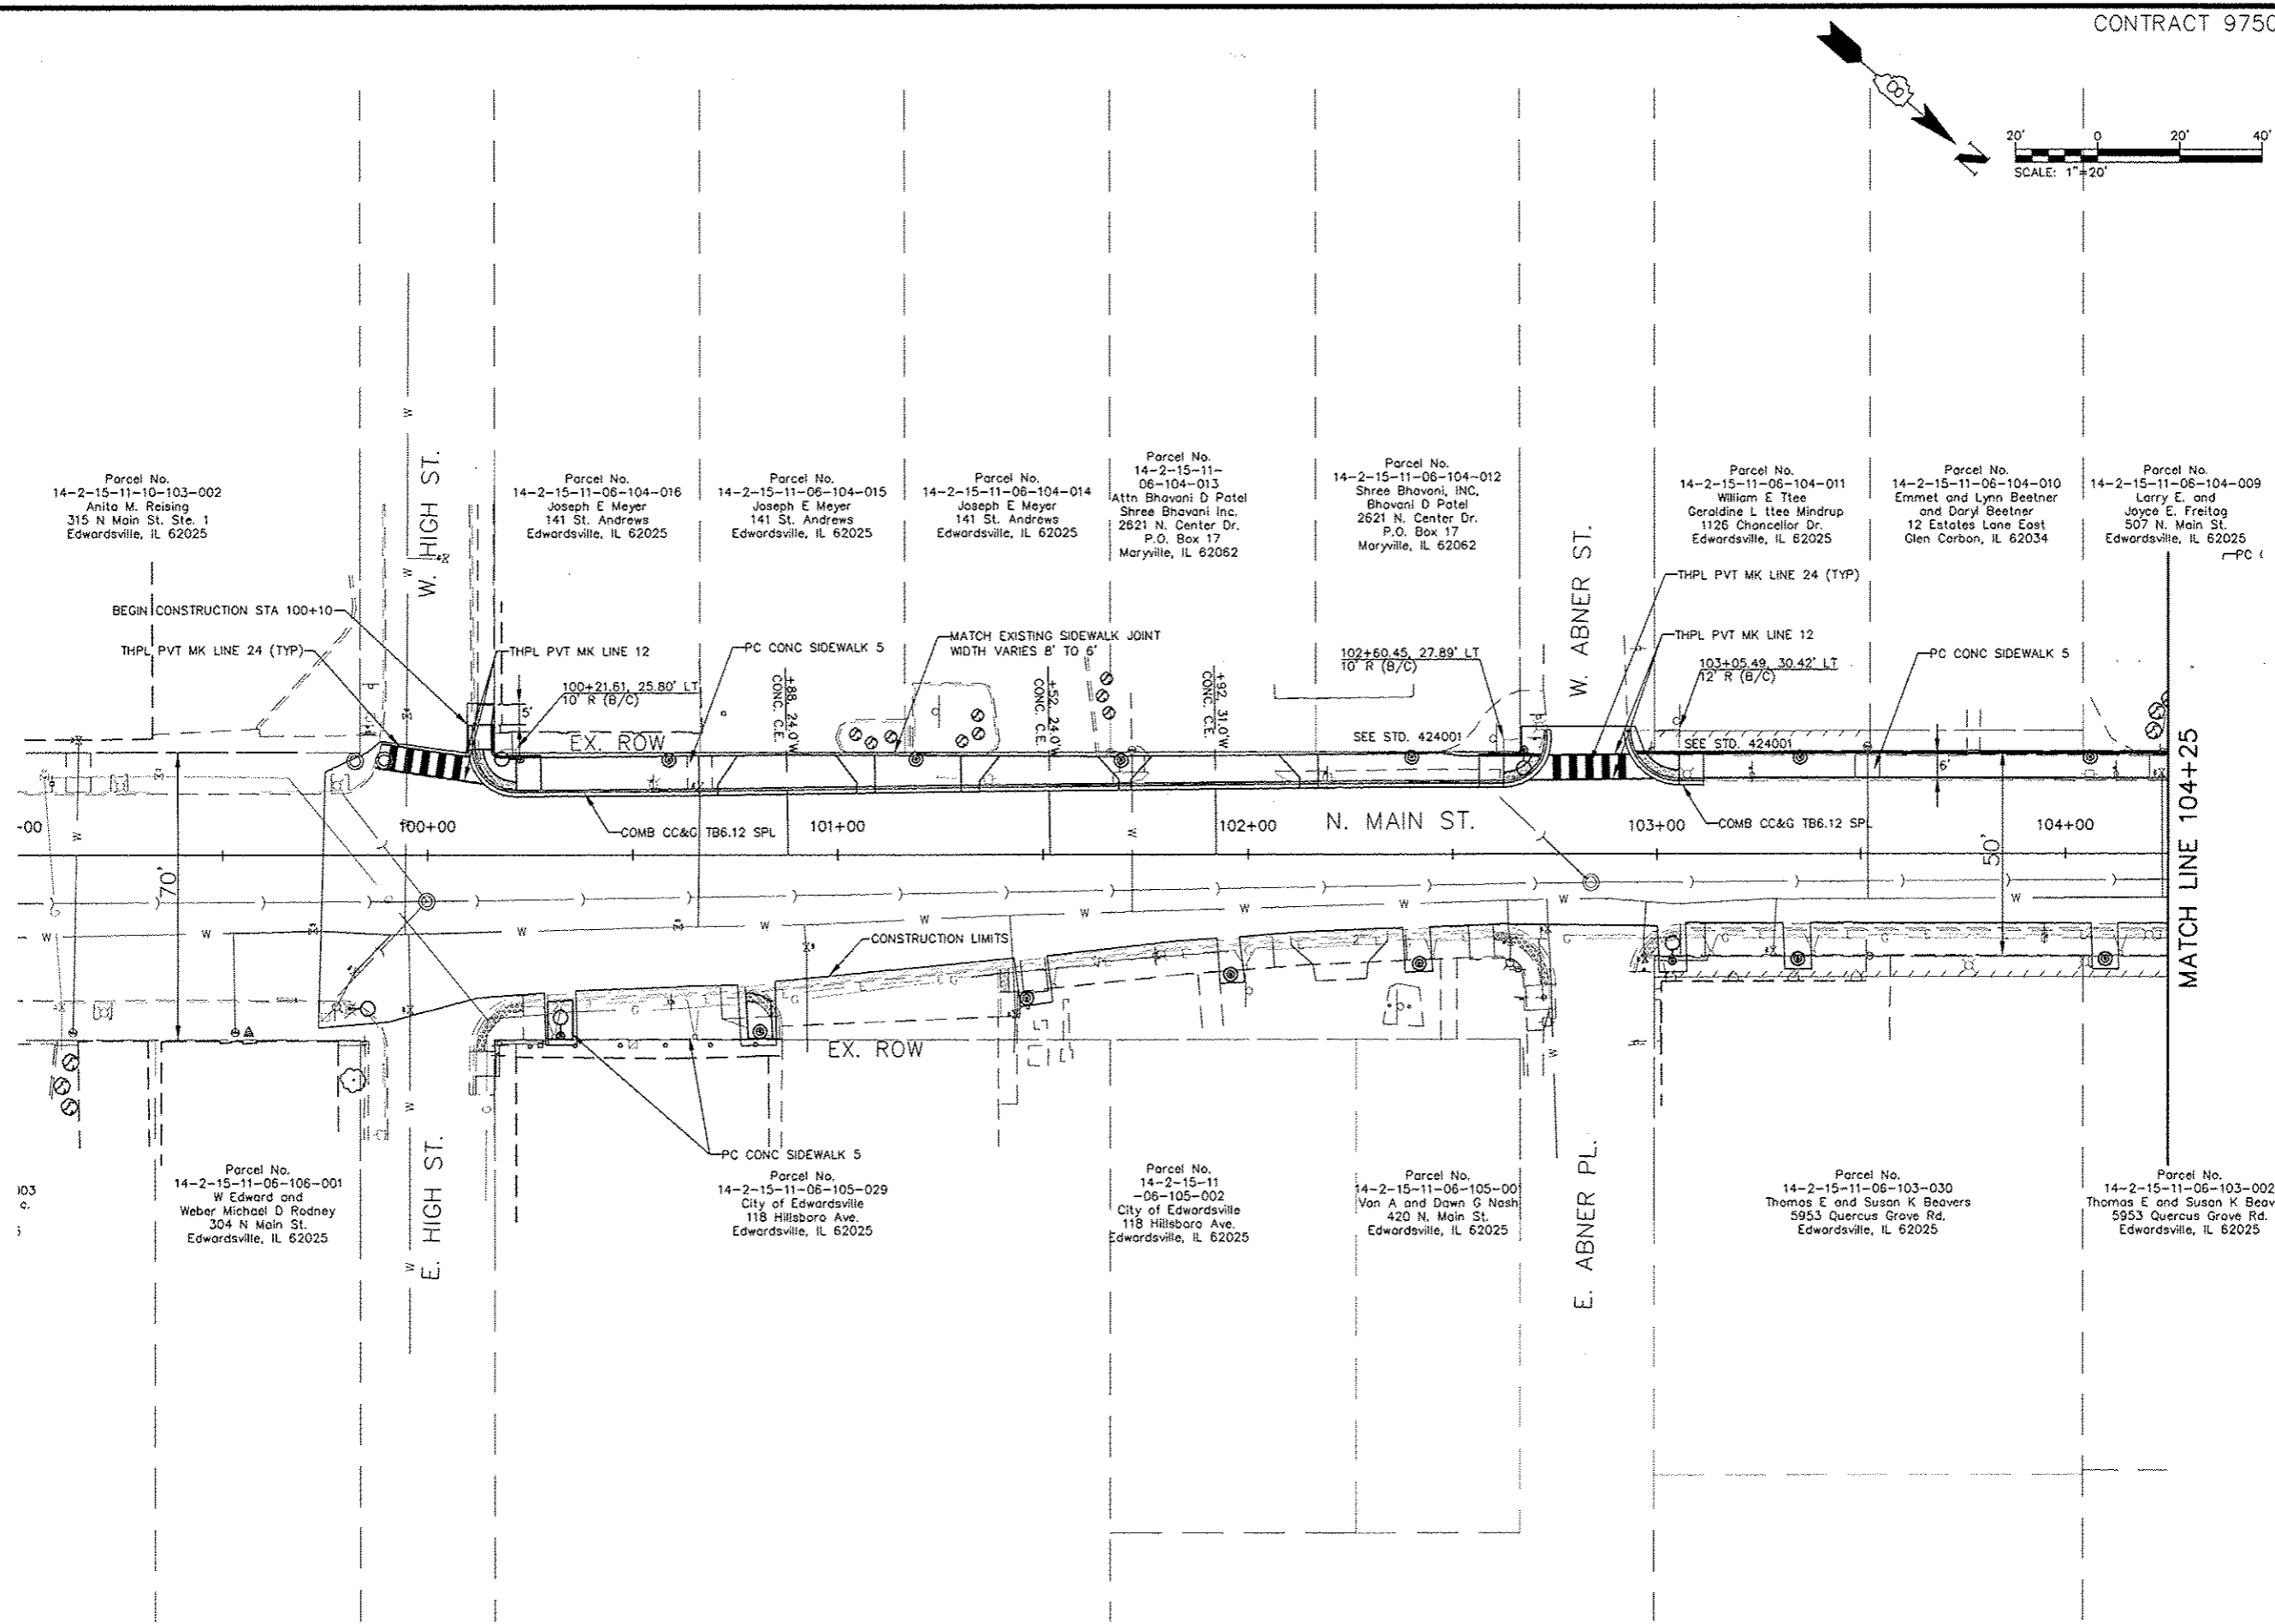 CONTRACT 9750
20' 0 20' 40'
SCALE: 1"=20'
N
Parcel No.
14-2-15-11-10-103-002
Anita M. Reising
315 N Main St. Ste. 1
Edwardsville, IL 62025
W. HIGH ST.
Parcel No.
14-2-15-11-06-104-016
Joseph E Meyer
141 St. Andrews
Edwardsville, IL 62025
Parcel No.
14-2-15-11-06-104-015
Joseph E Meyer
141 St. Andrews
Edwardsville, IL 62025
Parcel No.
14-2-15-11-06-104-014
Joseph E Meyer
141 St. Andrews
Edwardsville, IL 62025
Parcel No.
14-2-15-11-
06-104-013
Attn Bhavani D Patel
Shree Bhavani Inc.
2621 N. Center Dr.
P.O. Box 17
Maryville, IL 62062
Parcel No.
14-2-15-11-06-104-012
Shree Bhavani, INC.
Bhavani D Patel
2621 N. Center Dr.
P.O. Box 17
Maryville, IL 62062
W. ABNER ST.
Parcel No.
14-2-15-11-06-104-011
William E Ttee
Geraldine L ttee Mindrup
1126 Chancellor Dr.
Edwardsville, IL 62025
Parcel No.
14-2-15-11-06-104-010
Emmet and Lynn Beetner
and Daryl Beetner
12 Estates Lane East
Glen Carbon, IL 62034
Parcel No.
14-2-15-11-06-104-009
Larry E. and
Joyce E. Freitag
507 N. Main St.
Edwardsville, IL 62025
PC
BEGIN CONSTRUCTION STA 100+10
THPL PVT MK LINE 24 (TYP)
THPL PVT MK LINE 12
100+21.61, 25.80' LT
10' R (B/C)
5'
EX. ROW
PC CONC SIDEWALK 5
+88, 24.0'W
CONC. C.E.
MATCH EXISTING SIDEWALK JOINT
WIDTH VARIES 8' TO 6'
+52, 24.0'W
CONC. C.E.
+92, 31.0'W
CONC. C.E.
102+60.45, 27.89' LT
10' R (B/C)
SEE STD. 424001
THPL PVT MK LINE 24 (TYP)
THPL PVT MK LINE 12
103+05.49, 30.42' LT
12' R (B/C)
SEE STD. 424001
PC CONC SIDEWALK 5
6'
-00
100+00
COMB CC&G TB6.12 SPL
101+00
102+00
N. MAIN ST.
103+00
COMB CC&G TB6.12 SPL
104+00
MATCH LINE 104+25
70'
50'
CONSTRUCTION LIMITS
EX. ROW
PC CONC SIDEWALK 5
E. HIGH ST.
E. ABNER PL.
103
Parcel No.
14-2-15-11-06-106-001
W Edward and
Weber Michael D Rodney
304 N Main St.
Edwardsville, IL 62025
Parcel No.
14-2-15-11-06-105-029
City of Edwardsville
118 Hillsboro Ave.
Edwardsville, IL 62025
Parcel No.
14-2-15-11
-06-105-002
City of Edwardsville
118 Hillsboro Ave.
Edwardsville, IL 62025
Parcel No.
14-2-15-11-06-105-001
Van A and Dawn G Nash
420 N. Main St.
Edwardsville, IL 62025
Parcel No.
14-2-15-11-06-103-030
Thomas E and Susan K Beavers
5953 Quercus Grove Rd.
Edwardsville, IL 62025
Parcel No.
14-2-15-11-06-103-002
Thomas E and Susan K Beav
5953 Quercus Grove Rd.
Edwardsville, IL 62025